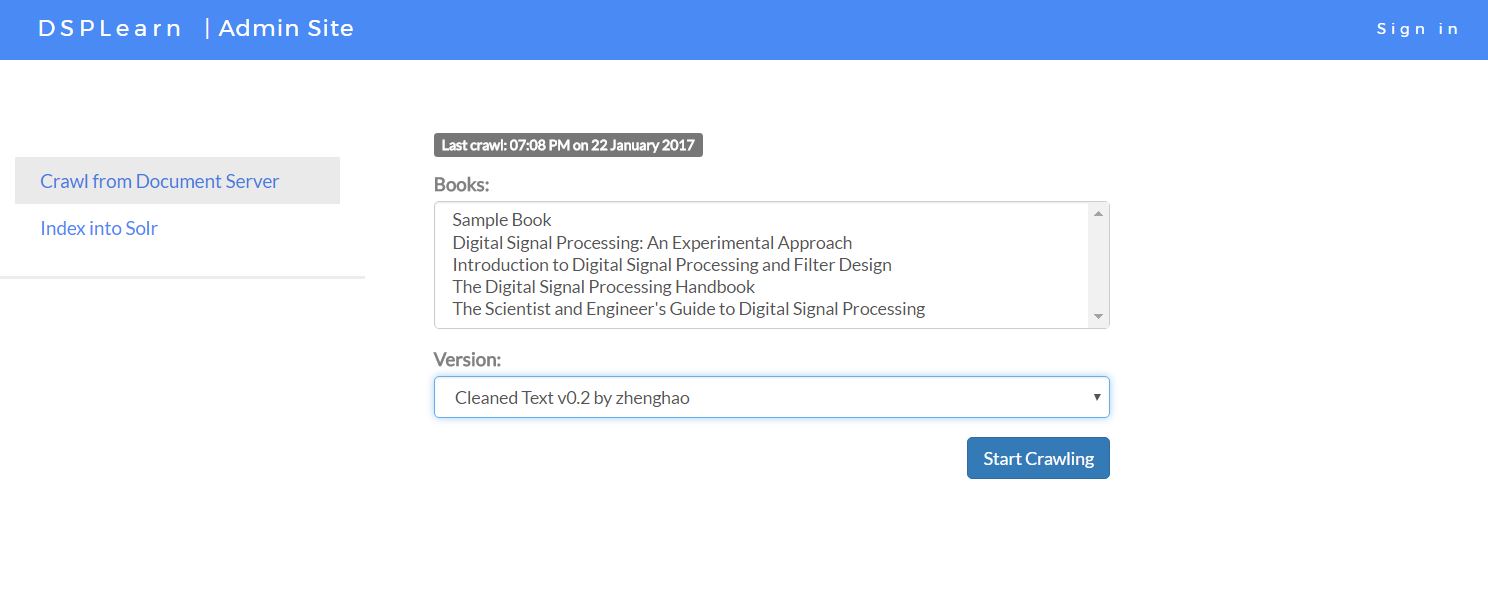 DSPLearn | Admin Site
Sign in
Crawl from Document Server
Index into Solr
Last crawl: 07:08 PM on 22 January 2017
Books:
Sample Book
Digital Signal Processing: An Experimental Approach
Introduction to Digital Signal Processing and Filter Design
The Digital Signal Processing Handbook
The Scientist and Engineer's Guide to Digital Signal Processing
Version:
Cleaned Text v0.2 by zhenghao
Start Crawling